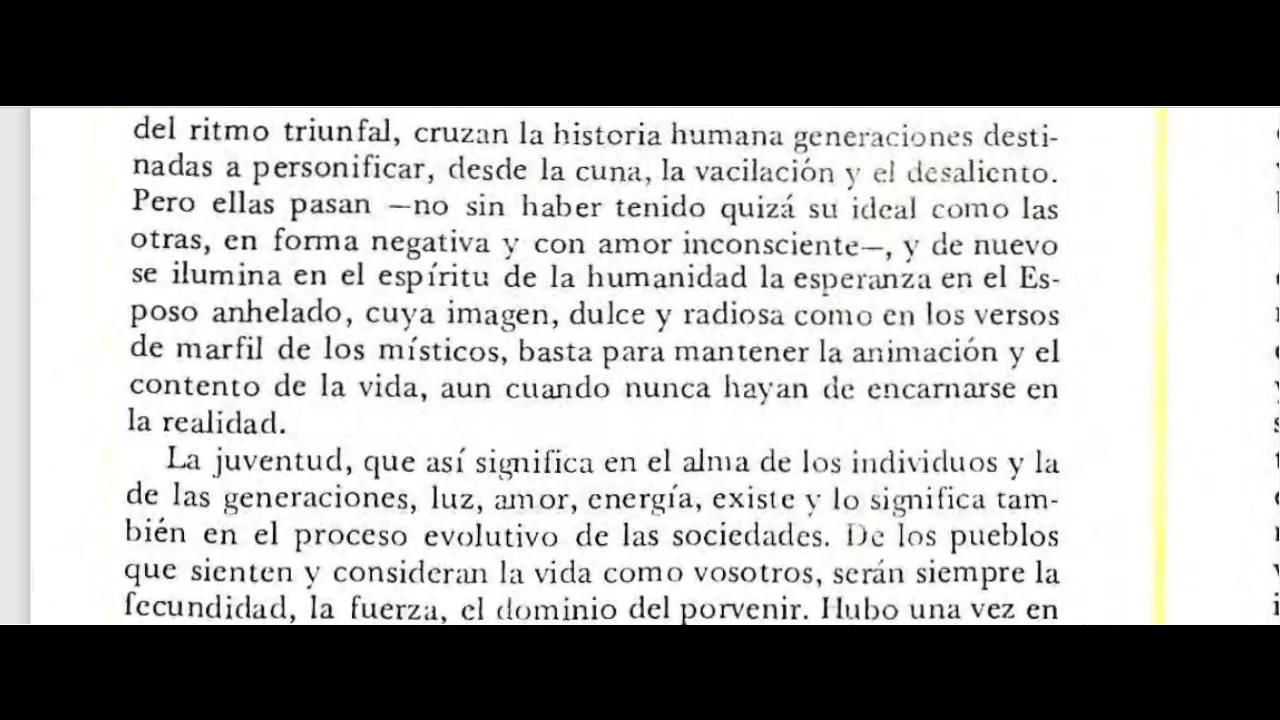 del ritmo triunfal, cruzan la historia humana generaciones desti-
nadas a personificar, desde la cuna, la vacilación y el desaliento.
Pero ellas pasan —no sin haber tenido quizá su ideal como las
otras, en forma negativa y con amor inconsciente—, y de nuevo
se ilumina en el espíritu de la humanidad la esperanza en el Es-
poso anhelado, cuya imagen, dulce y radiosa como en los versos
de marfil de los místicos, basta para mantener la animación y el
contento de la vida, aun cuando nunca hayan de encarnarse en
la realidad.
La juventud, que así significa en el alma de los individuos y la
de las generaciones, luz, amor, energía, existe y lo significa tam-
bién en el proceso evolutivo de las sociedades. De los pueblos
que sienten y consideran la vida como vosotros, serán siempre la
fecundidad, la fuerza, el dominio del porvenir. Hubo una vez en